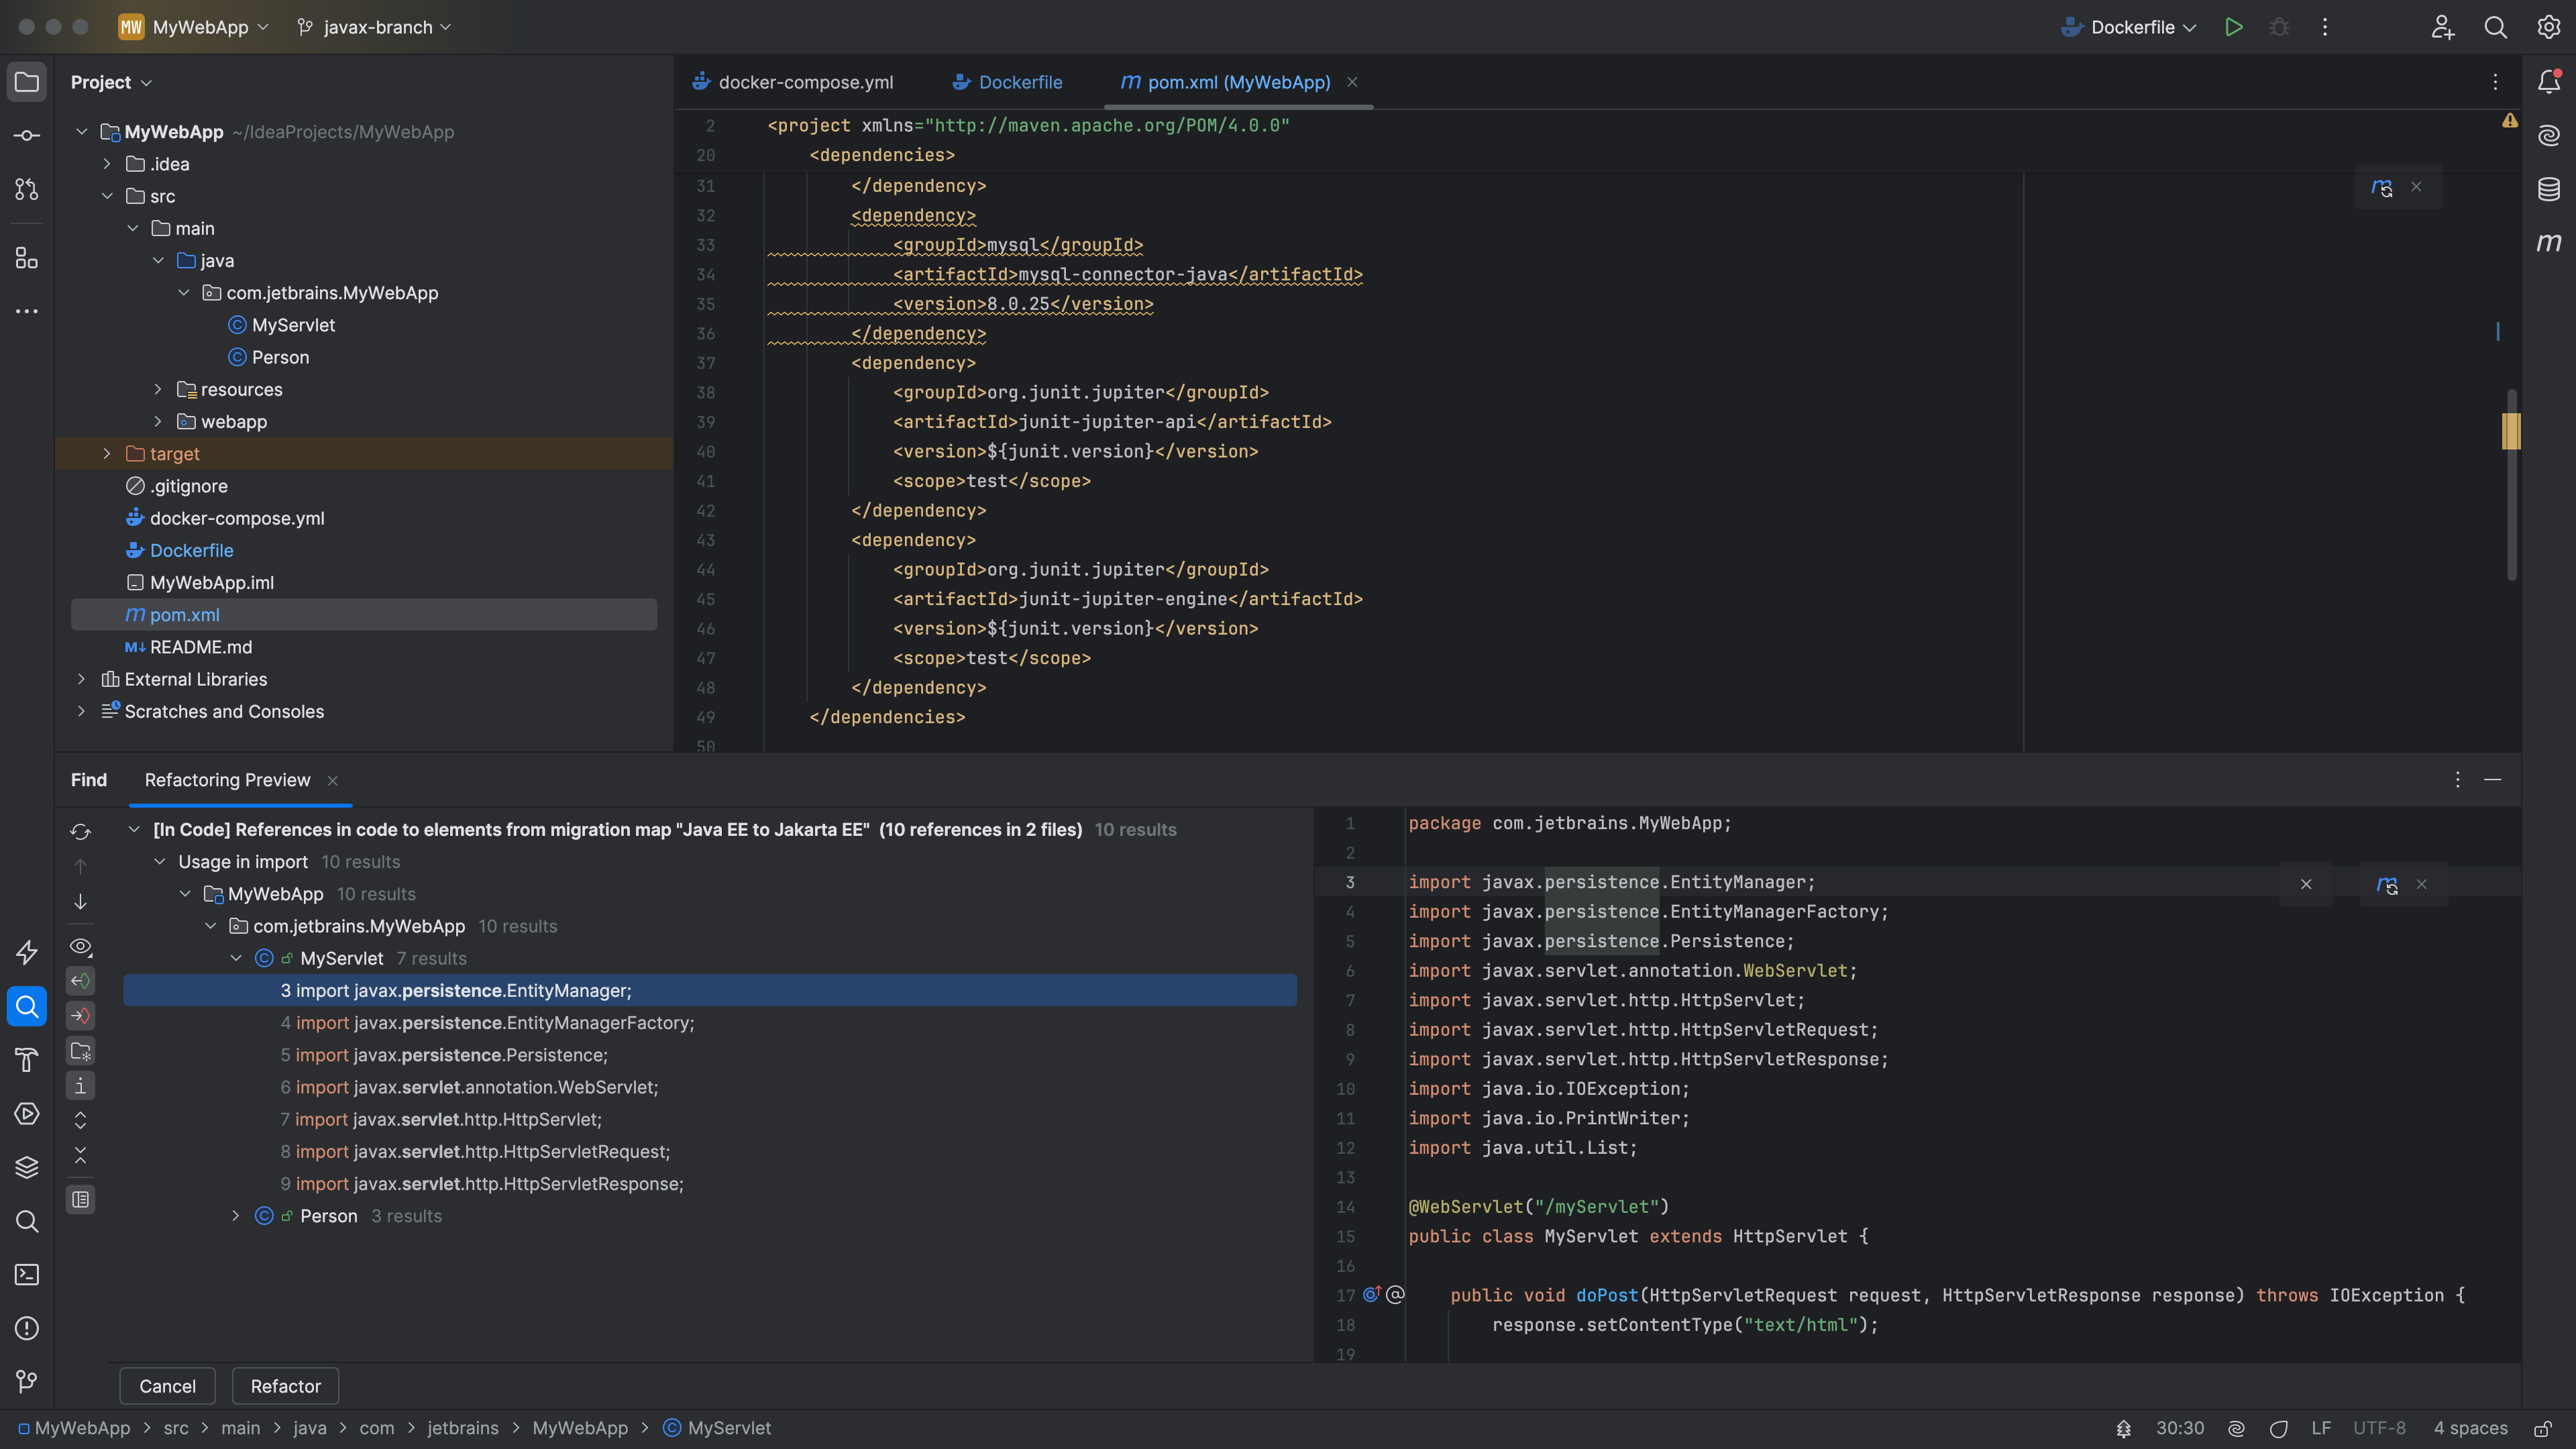 MW MyWebApp javax-branch Dockerfile
Project
MyWebApp ~/IdeaProjects/MyWebApp
.idea
src
main
java
com.jetbrains.MyWebApp
MyServlet
Person
resources
webapp
target
.gitignore
docker-compose.yml
Dockerfile
MyWebApp.iml
m pom.xml
M↓ README.md
External Libraries
Scratches and Consoles
docker-compose.yml Dockerfile m pom.xml (MyWebApp)
2 <project xmlns="http://maven.apache.org/POM/4.0.0"
20 <dependencies>
31 </dependency>
32 <dependency>
33 <groupId>mysql</groupId>
34 <artifactId>mysql-connector-java</artifactId>
35 <version>8.0.25</version>
36 </dependency>
37 <dependency>
38 <groupId>org.junit.jupiter</groupId>
39 <artifactId>junit-jupiter-api</artifactId>
40 <version>${junit.version}</version>
41 <scope>test</scope>
42 </dependency>
43 <dependency>
44 <groupId>org.junit.jupiter</groupId>
45 <artifactId>junit-jupiter-engine</artifactId>
46 <version>${junit.version}</version>
47 <scope>test</scope>
48 </dependency>
49 </dependencies>
50
Find Refactoring Preview
[In Code] References in code to elements from migration map "Java EE to Jakarta EE" (10 references in 2 files) 10 results
Usage in import 10 results
MyWebApp 10 results
com.jetbrains.MyWebApp 10 results
MyServlet 7 results
3 import javax.persistence.EntityManager;
4 import javax.persistence.EntityManagerFactory;
5 import javax.persistence.Persistence;
6 import javax.servlet.annotation.WebServlet;
7 import javax.servlet.http.HttpServlet;
8 import javax.servlet.http.HttpServletRequest;
9 import javax.servlet.http.HttpServletResponse;
Person 3 results
1 package com.jetbrains.MyWebApp;
2
3 import javax.persistence.EntityManager;
4 import javax.persistence.EntityManagerFactory;
5 import javax.persistence.Persistence;
6 import javax.servlet.annotation.WebServlet;
7 import javax.servlet.http.HttpServlet;
8 import javax.servlet.http.HttpServletRequest;
9 import javax.servlet.http.HttpServletResponse;
10 import java.io.IOException;
11 import java.io.PrintWriter;
12 import java.util.List;
13
14 @WebServlet("/myServlet")
15 public class MyServlet extends HttpServlet {
16
17 public void doPost(HttpServletRequest request, HttpServletResponse response) throws IOException {
18 response.setContentType("text/html");
19
Cancel Refactor
MyWebApp > src > main > java > com > jetbrains > MyWebApp > MyServlet 30:30 LF UTF-8 4 spaces